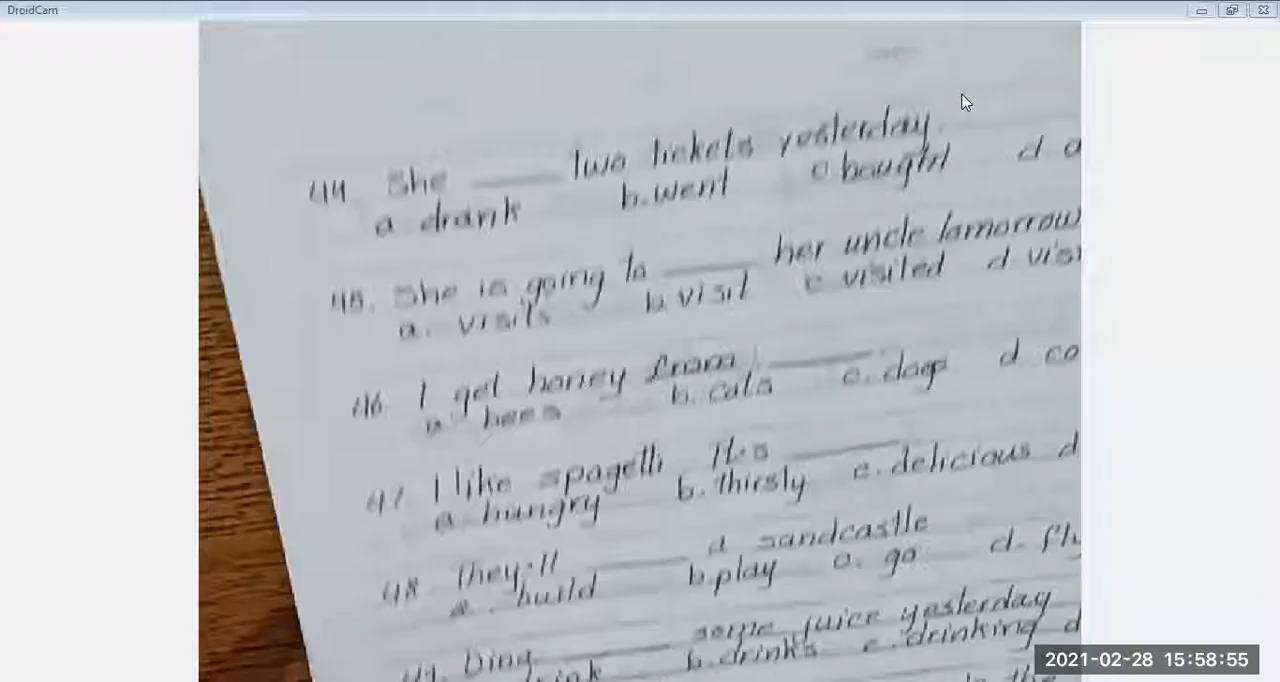 DroidCam
44. She ____ two tickets yesterday.
a. drank b. went c. bought d.
45. She is going to ____ her uncle tomorrow
a. visits b. visit c. visited d.
46. I get honey from ____
a. bees b. cats c. dogs d. co
47. I like spagetti It's ____
a. hungry b. thirsty c. delicious d
48. They'll ____ a sandcastle
a. build b. play c. go d. fly
some juice yesterday
b. drinks c. drinking d
2021-02-28 15:58:55